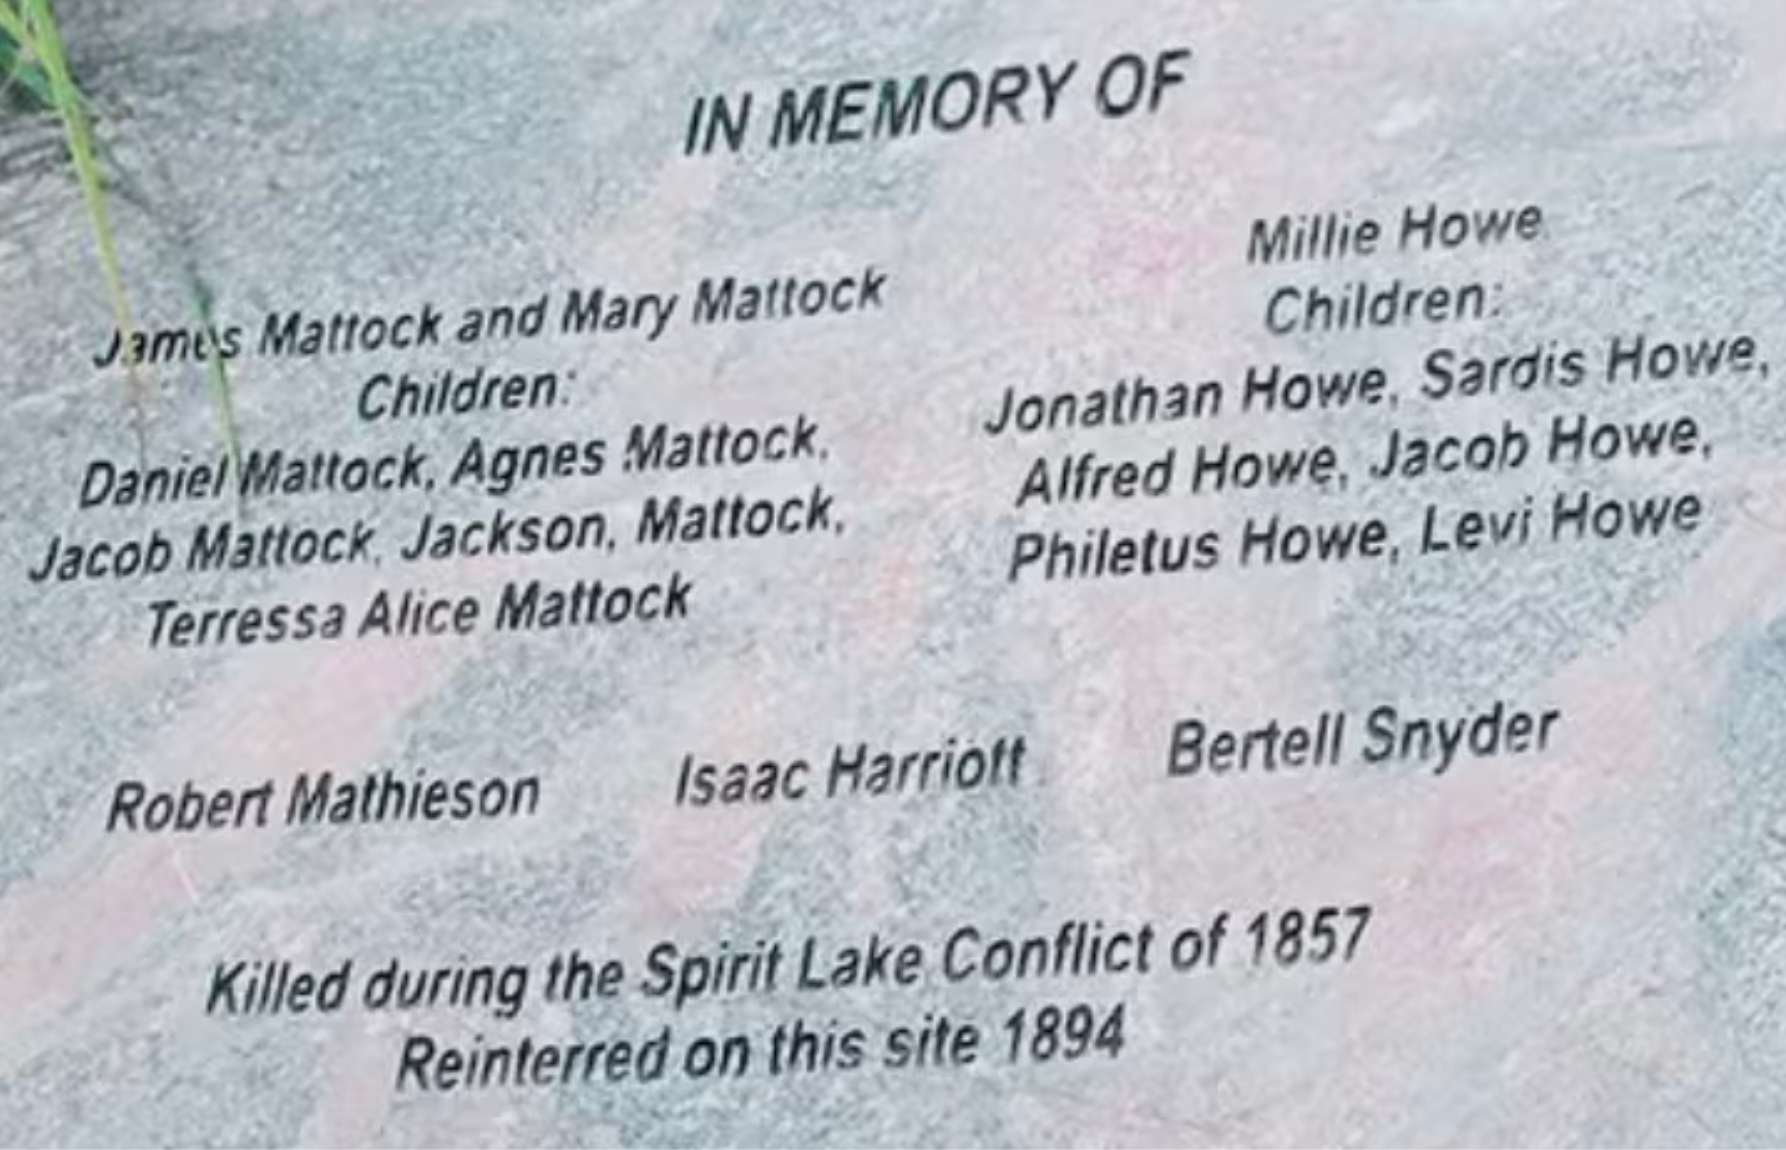 IN MEMORY OF
James Mattock and Mary Mattock
Children:
Daniel Mattock, Agnes Mattock,
Jacob Mattock, Jackson, Mattock,
Terressa Alice Mattock
Millie Howe
Children:
Jonathan Howe, Sardis Howe,
Alfred Howe, Jacob Howe,
Philetus Howe, Levi Howe
Robert Mathieson
Isaac Harriott
Bertell Snyder
Killed during the Spirit Lake Conflict of 1857
Reinterred on this site 1894